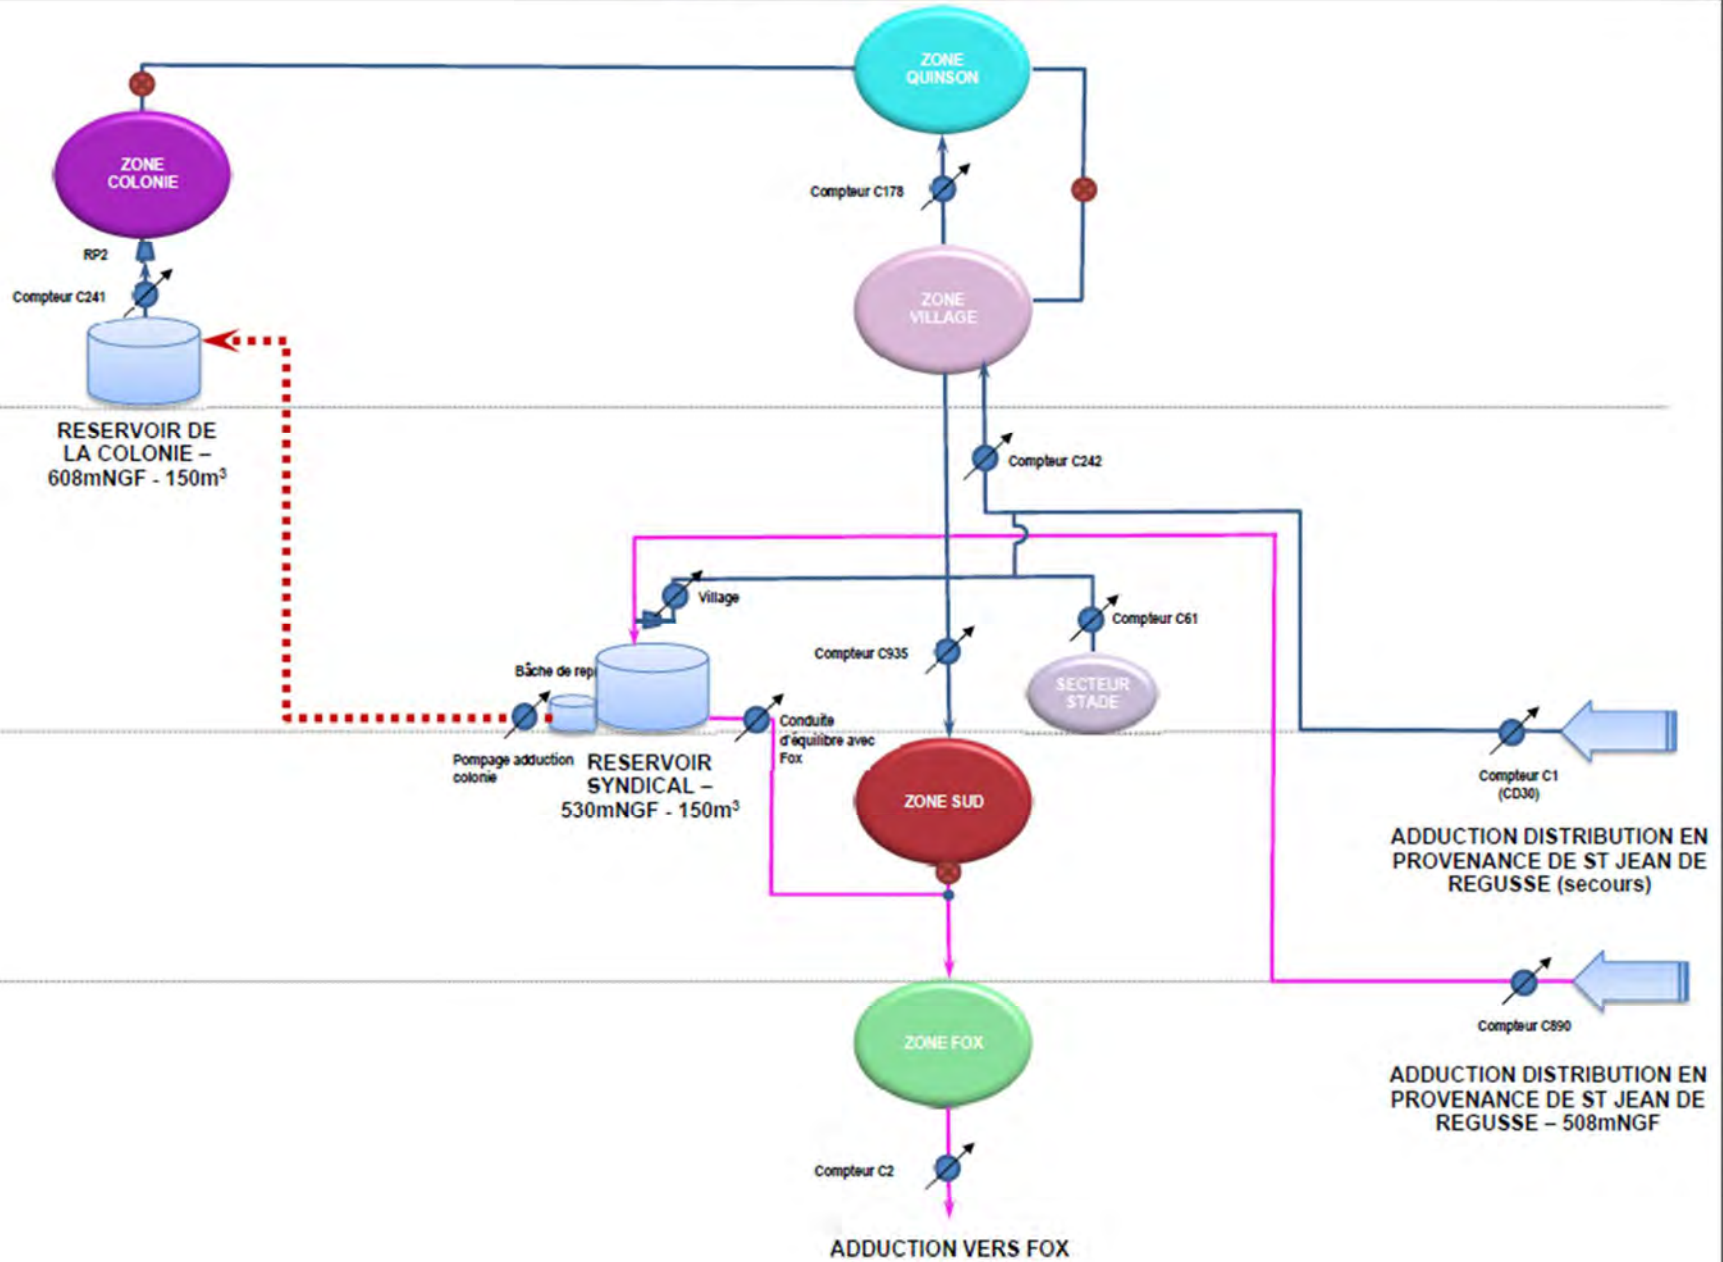 ZONE
QUINSON
ZONE
COLONIE
Compteur C178
RP2
Compteur C241
ZONE
VILLAGE
RESERVOIR DE
LA COLONIE –
608mNGF - 150m³
Compteur C242
Village
Compteur C61
Compteur C935
Bâche de repi
SECTEUR
STADE
Conduite
d'équilibre avec
Fox
Pompage adduction
colonie
RESERVOIR
SYNDICAL –
530mNGF - 150m³
ZONE SUD
Compteur C1
(CD30)
ADDUCTION DISTRIBUTION EN
PROVENANCE DE ST JEAN DE
REGUSSE (secours)
ZONE FOX
Compteur C890
ADDUCTION DISTRIBUTION EN
PROVENANCE DE ST JEAN DE
REGUSSE – 508mNGF
Compteur C2
ADDUCTION VERS FOX